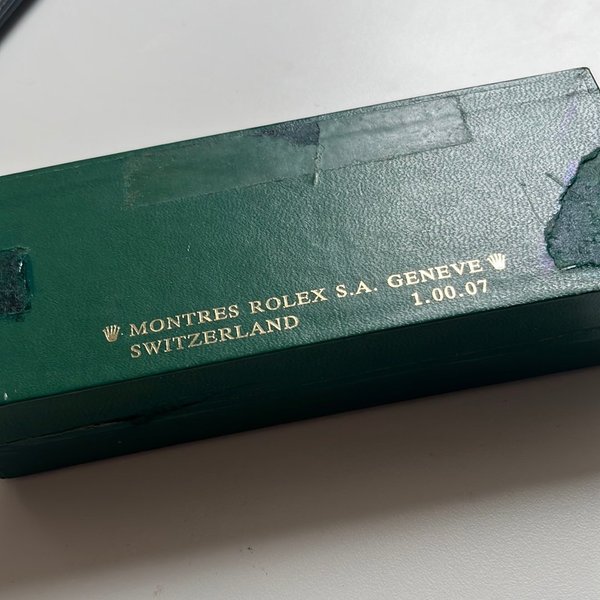 MONTRES ROLEX S.A. GENEVE
SWITZERLAND 1.00.07